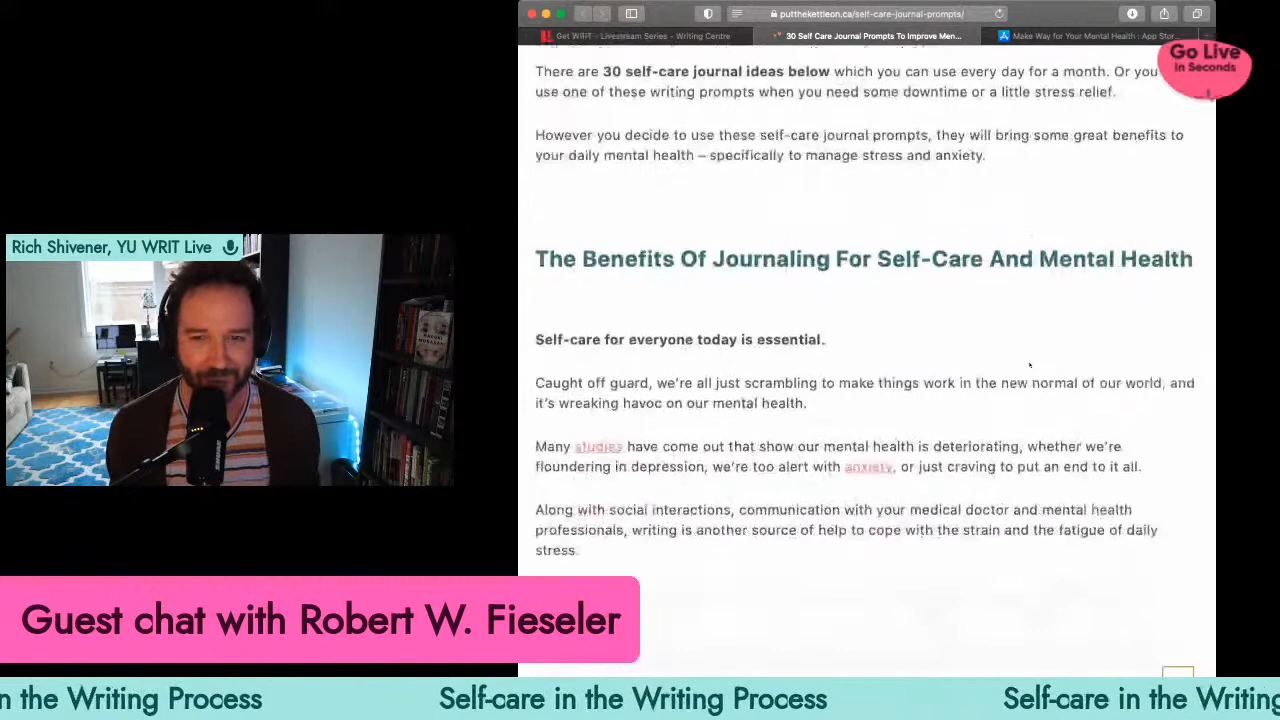 putthekettleon.ca/self-care-journal-prompts/
Get WRIT - Livestream Series - Writing Centre
30 Self Care Journal Prompts To Improve Men...
Make Way for Your Mental Health : App Stor...
Go Live
in Seconds
There are 30 self-care journal ideas below which you can use every day for a month. Or you
use one of these writing prompts when you need some downtime or a little stress relief.
However you decide to use these self-care journal prompts, they will bring some great benefits to
your daily mental health – specifically to manage stress and anxiety.
The Benefits Of Journaling For Self-Care And Mental Health
Self-care for everyone today is essential.
Caught off guard, we're all just scrambling to make things work in the new normal of our world, and
it's wreaking havoc on our mental health.
Many studies have come out that show our mental health is deteriorating, whether we're
floundering in depression, we're too alert with anxiety, or just craving to put an end to it all.
Along with social interactions, communication with your medical doctor and mental health
professionals, writing is another source of help to cope with the strain and the fatigue of daily
stress.
Rich Shivener, YU WRIT Live
HARUKI
MURAKAMI
Guest chat with Robert W. Fieseler
n the Writing Process
Self-care in the Writing Process
Self-care in the Writing